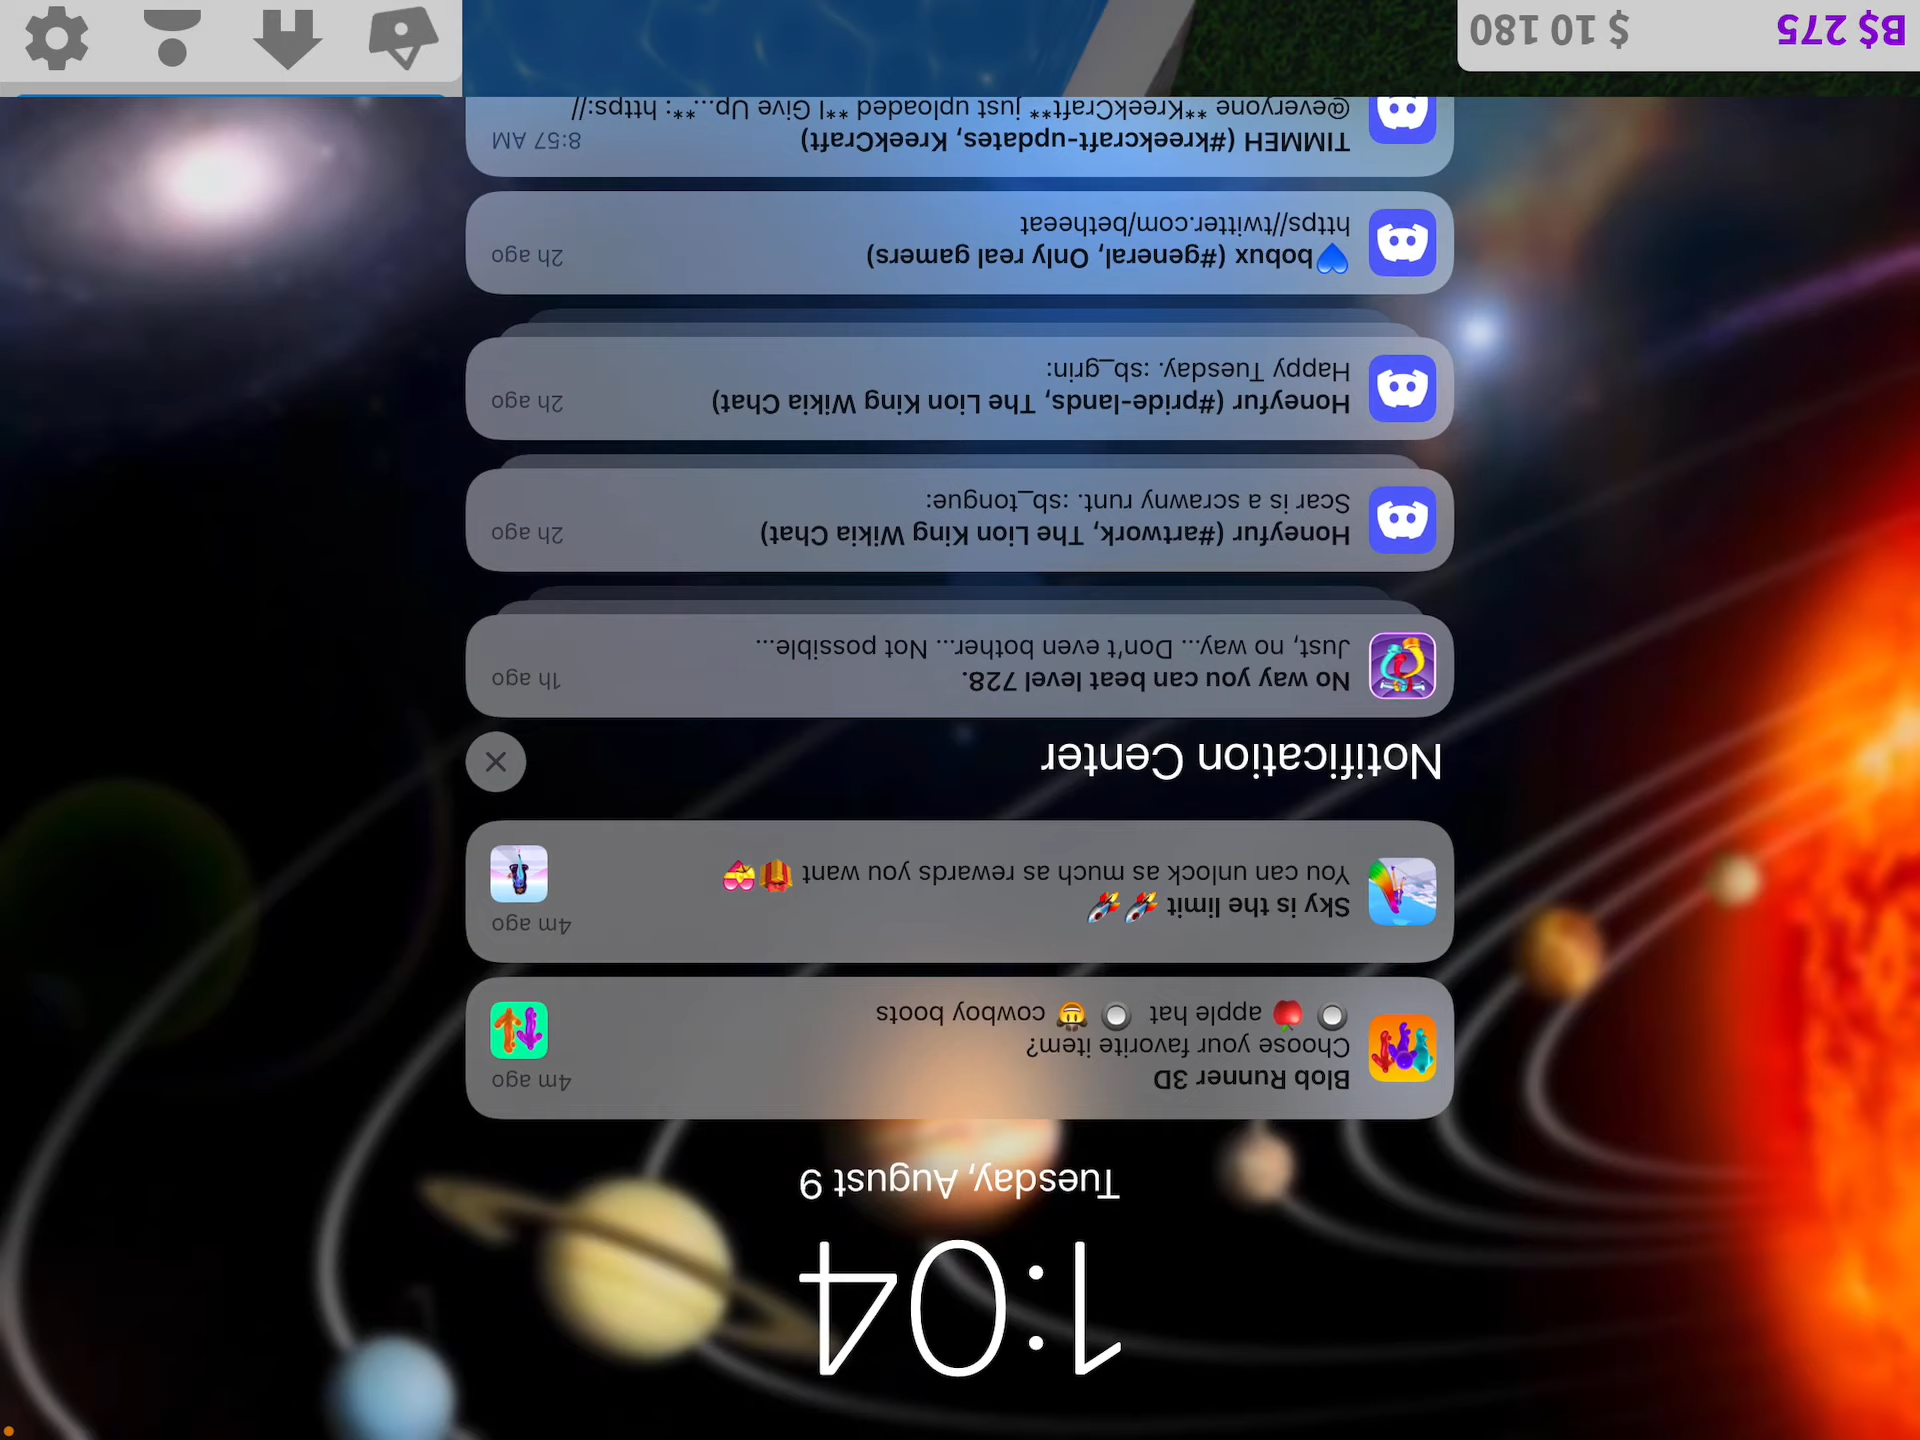 1:04
Tuesday, August 9
Blob Runner 3D
4m ago
Choose your favorite item?
🔘 🍎 apple hat 🔘 🤠 cowboy boots
Sky is the limit 🚀🚀
4m ago
You can unlock as much as rewards you want 🎁💝
Notification Center
No way you can beat level 728.
1h ago
Just, no way... Don't even bother... Not possible...
Honeyfur (#artwork, The Lion King Wikia Chat)
2h ago
Scar is a scrawny runt. :sb_tongue:
Honeyfur (#pride-lands, The Lion King Wikia Chat)
2h ago
Happy Tuesday. :sb_grin:
💙bobux (#general, Only real gamers)
2h ago
https//twitter.com/betheeat
TIMMEH (#kreekcraft-updates, KreekCraft)
8:57 AM
@everyone **KreekCraft** just uploaded **I Give Up...**: https://
B$ 275
$ 10 180